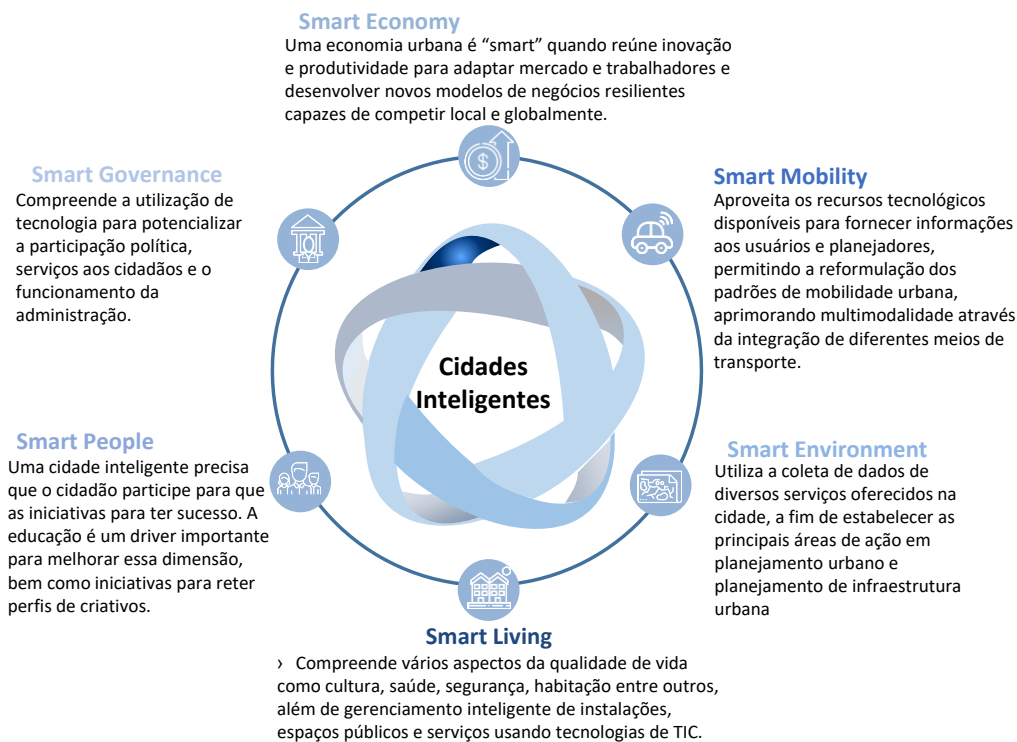 Smart Economy
Uma economia urbana é “smart” quando reúne inovação
e produtividade para adaptar mercado e trabalhadores e
desenvolver novos modelos de negócios resilientes
capazes de competir local e globalmente.
Smart Governance
Compreende a utilização de
tecnologia para potencializar
a participação política,
serviços aos cidadãos e o
funcionamento da
administração.
Smart Mobility
Aproveita os recursos tecnológicos
disponíveis para fornecer informações
aos usuários e planejadores,
permitindo a reformulação dos
padrões de mobilidade urbana,
aprimorando multimodalidade através
da integração de diferentes meios de
transporte.
Cidades
Inteligentes
Smart People
Uma cidade inteligente precisa
que o cidadão participe para que
as iniciativas para ter sucesso. A
educação é um driver importante
para melhorar essa dimensão,
bem como iniciativas para reter
perfis de criativos.
Smart Environment
Utiliza a coleta de dados de
diversos serviços oferecidos na
cidade, a fim de estabelecer as
principais áreas de ação em
planejamento urbano e
planejamento de infraestrutura
urbana
Smart Living
› Compreende vários aspectos da qualidade de vida
como cultura, saúde, segurança, habitação entre outros,
além de gerenciamento inteligente de instalações,
espaços públicos e serviços usando tecnologias de TIC.